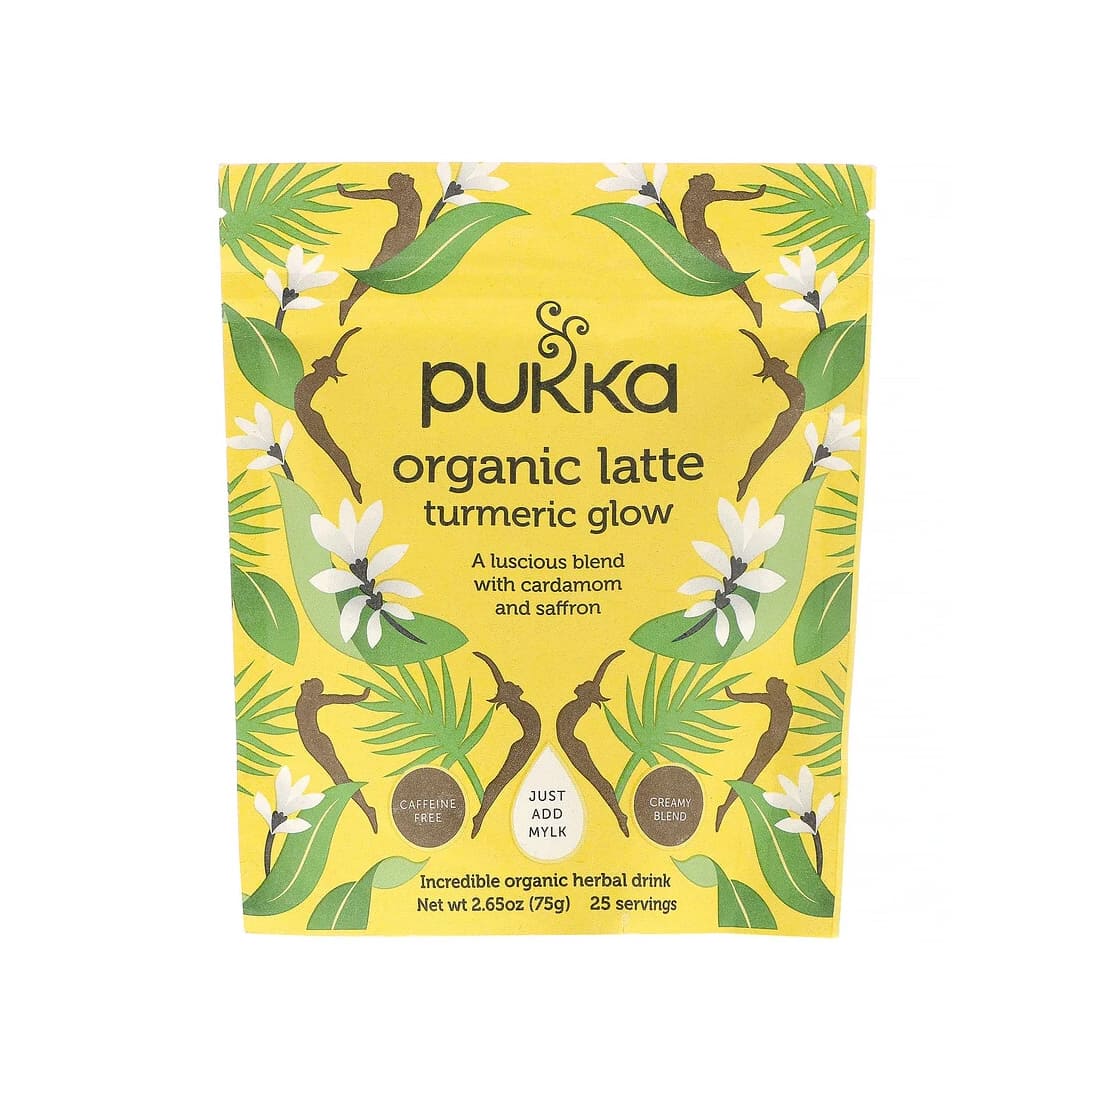 pukka
organic latte
turmeric glow
A luscious blend
with cardamom
and saffron
CAFFEINE
FREE
JUST
ADD
MYLK
CREAMY
BLEND
Incredible organic herbal drink
Net wt 2.65oz (75g) 25 servings